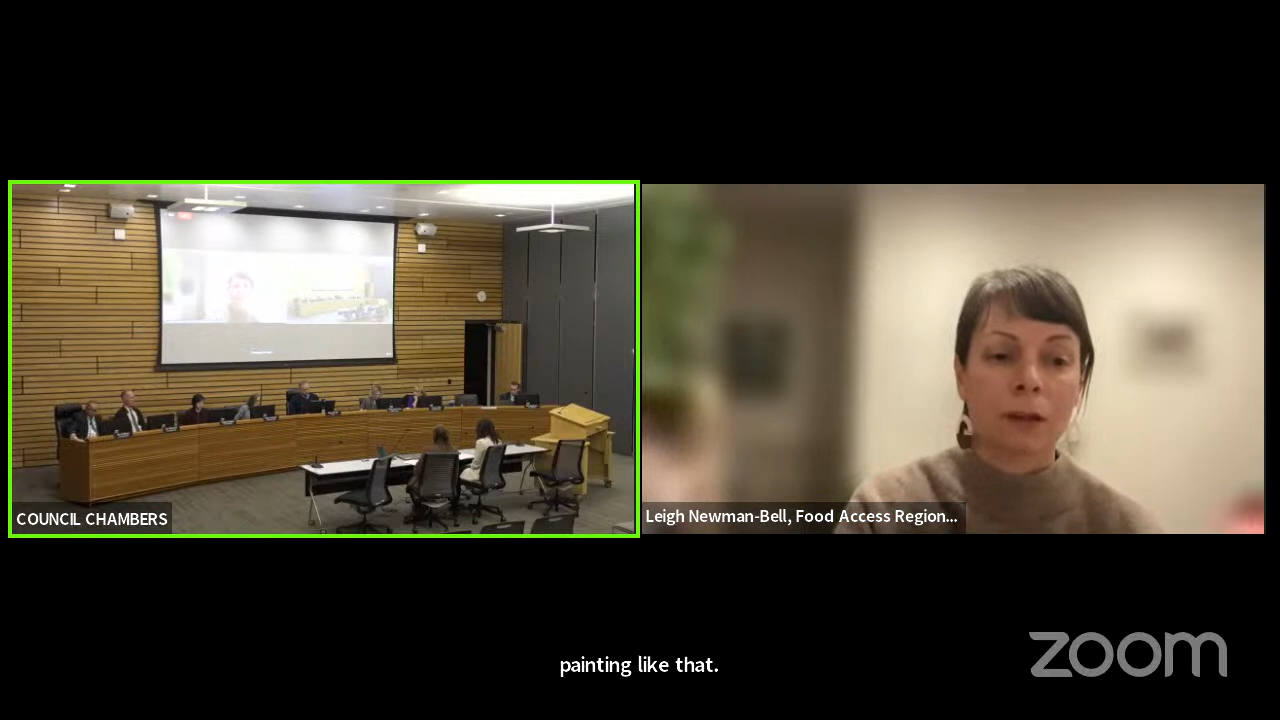 COUNCIL CHAMBERS
Leigh Newman-Bell, Food Access Region...
painting like that.
zoom